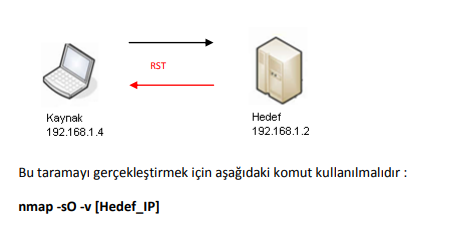 RST
Kaynak
192.168.1.4
Hedef
192.168.1.2
Bu taramayı gerçekleştirmek için aşağıdaki komut kullanılmalıdır :
nmap -sO -v [Hedef_IP]